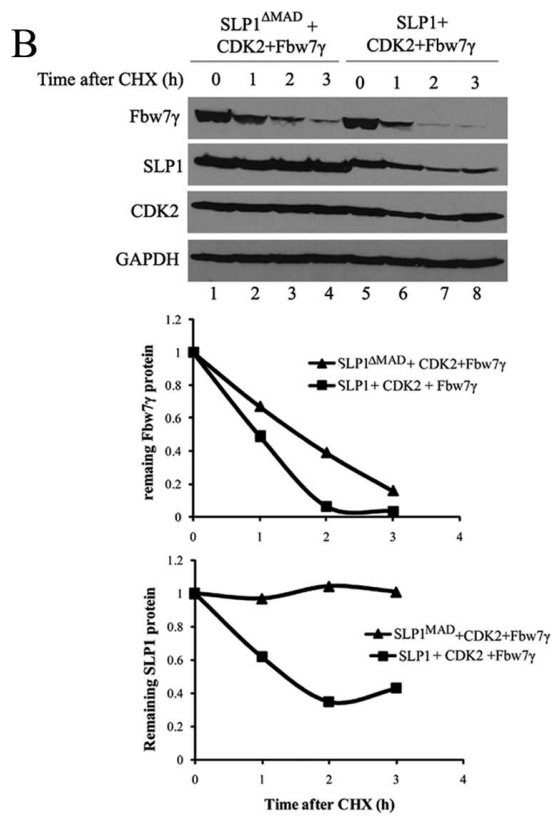 B
SLP1ΔMAD + SLP1+
CDK2+Fbw7γ CDK2+Fbw7γ
Time after CHX (h) 0 1 2 3 0 1 2 3
Fbw7γ
SLP1
CDK2
GAPDH
1 2 3 4 5 6 7 8
remaing Fbw7γ protein
1.2
1
0.8
0.6
0.4
0.2
0
0 1 2 3 4
SLP1ΔMAD+ CDK2+Fbw7γ
SLP1+ CDK2 + Fbw7γ
Remaining SLP1 protein
1.2
1
0.8
0.6
0.4
0.2
0
0 1 2 3 4
SLP1MAD+CDK2+Fbw7γ
SLP1+ CDK2 +Fbw7γ
Time after CHX (h)